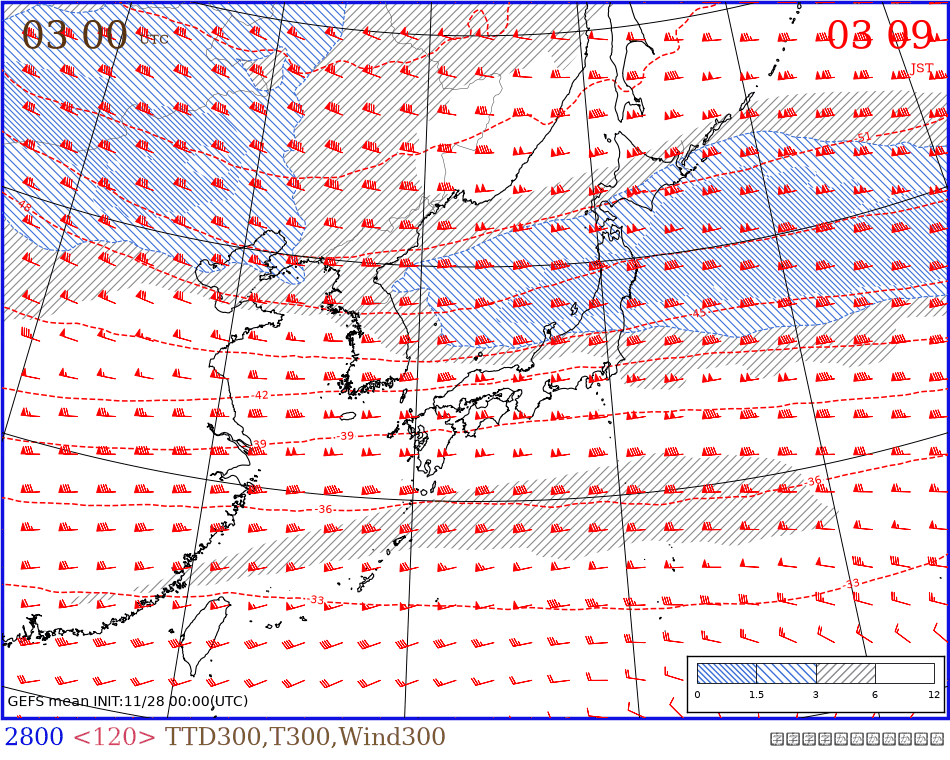 03 00 UTC
03 09
JST
-51
-48
-45
-42
-39
-39
-36
-36
-33
-33
0 1.5 3 6 12
GEFS mean INIT:11/28 00:00(UTC)
2800 <120> TTD300,T300,Wind300